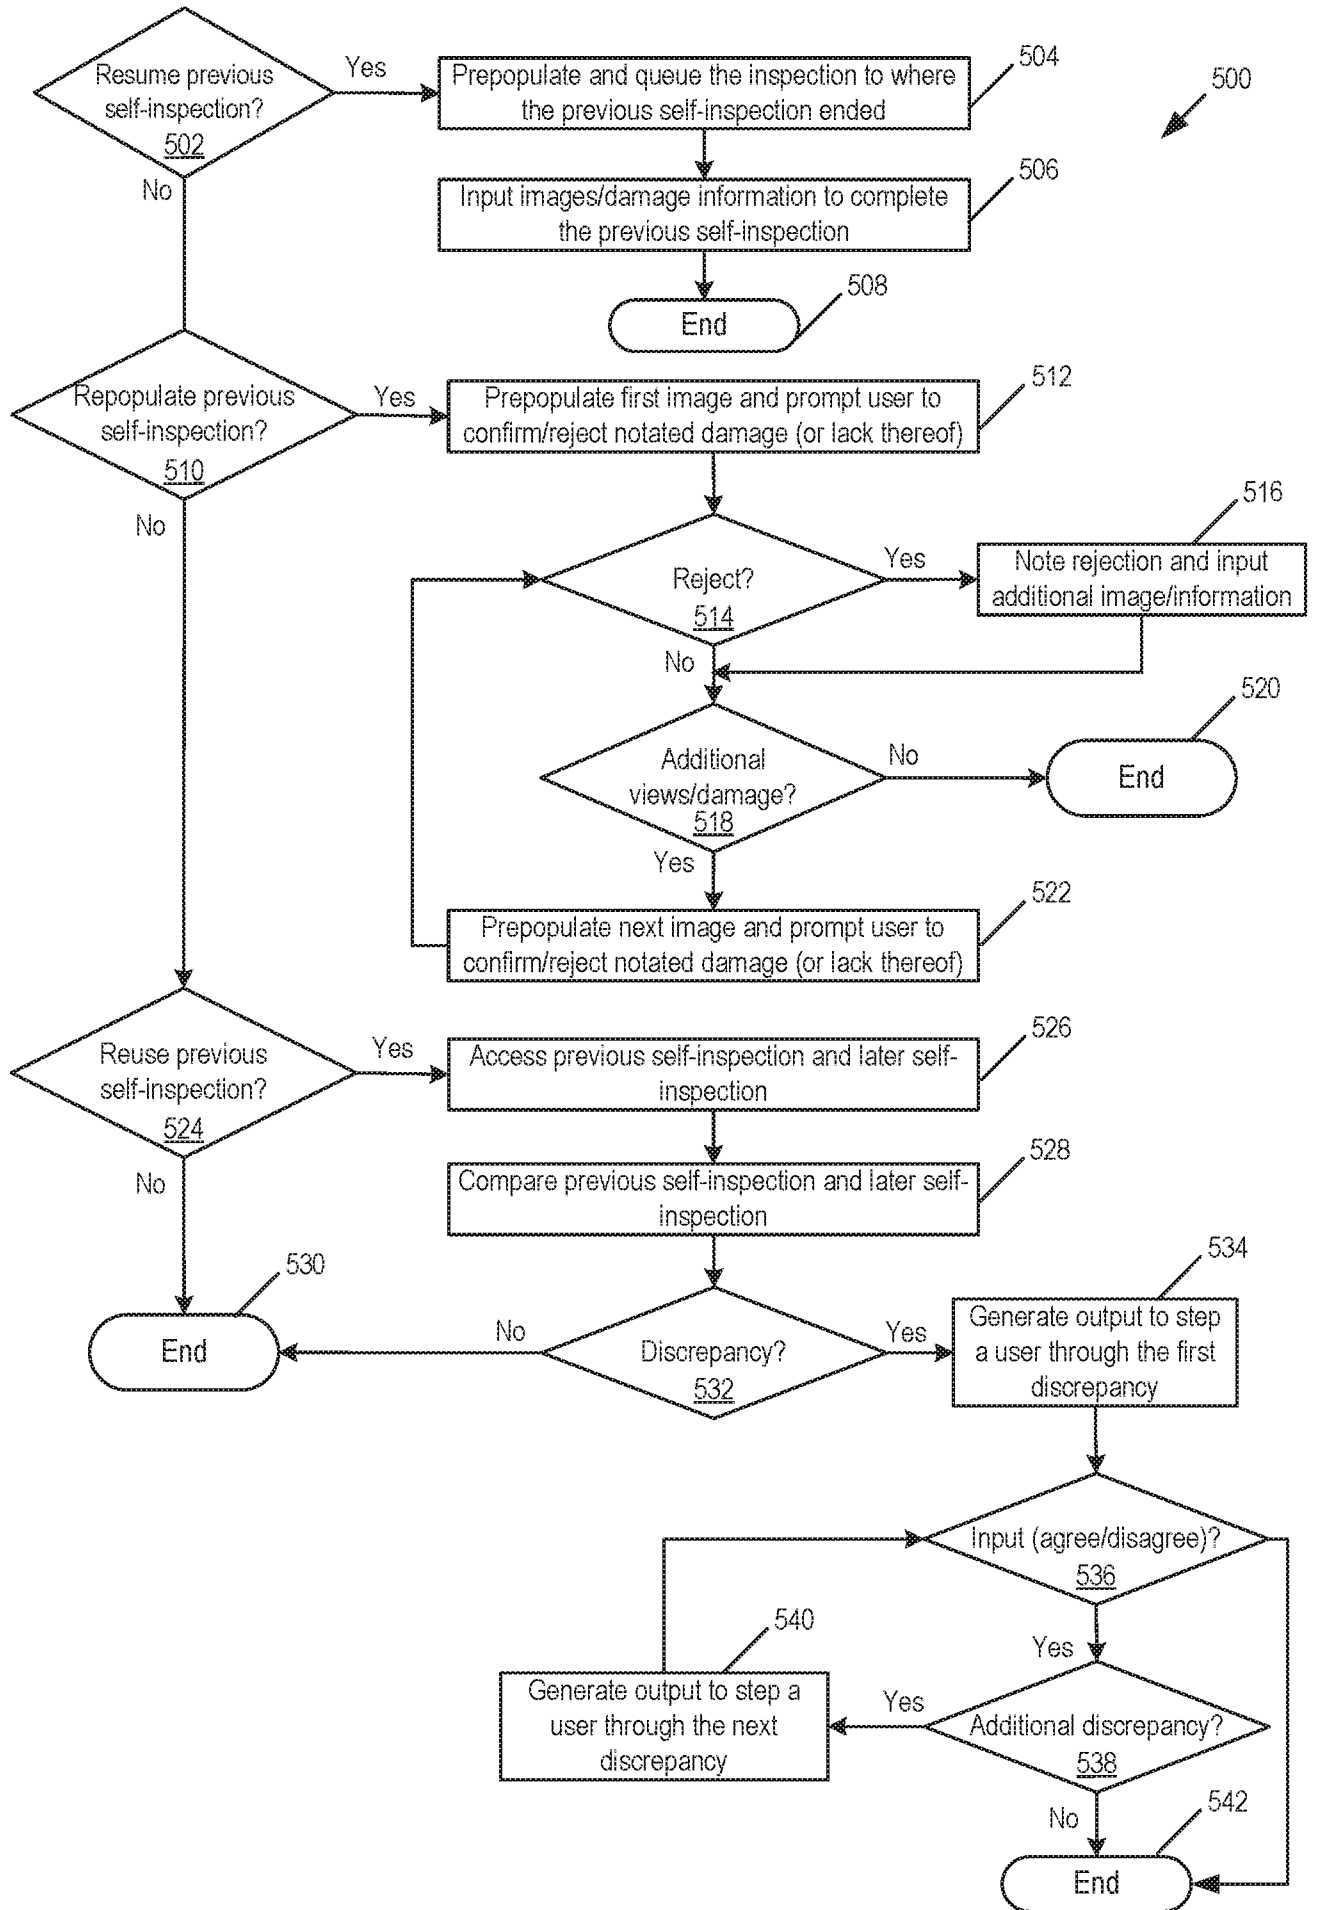 Resume previous
self-inspection?
502
Yes
No
Prepopulate and queue the inspection to where
the previous self-inspection ended
504
500
Input images/damage information to complete
the previous self-inspection
506
End
508
Repopulate previous
self-inspection?
510
Yes
No
Prepopulate first image and prompt user to
confirm/reject notated damage (or lack thereof)
512
Reject?
514
Yes
No
Note rejection and input
additional image/information
516
Additional
views/damage?
518
No
Yes
End
520
Prepopulate next image and prompt user to
confirm/reject notated damage (or lack thereof)
522
Reuse previous
self-inspection?
524
Yes
No
Access previous self-inspection and later self-
inspection
526
Compare previous self-inspection and later self-
inspection
528
End
530
Discrepancy?
532
No
Yes
Generate output to step
a user through the first
discrepancy
534
Input (agree/disagree)?
536
Yes
Additional discrepancy?
538
Yes
No
Generate output to step a
user through the next
discrepancy
540
End
542